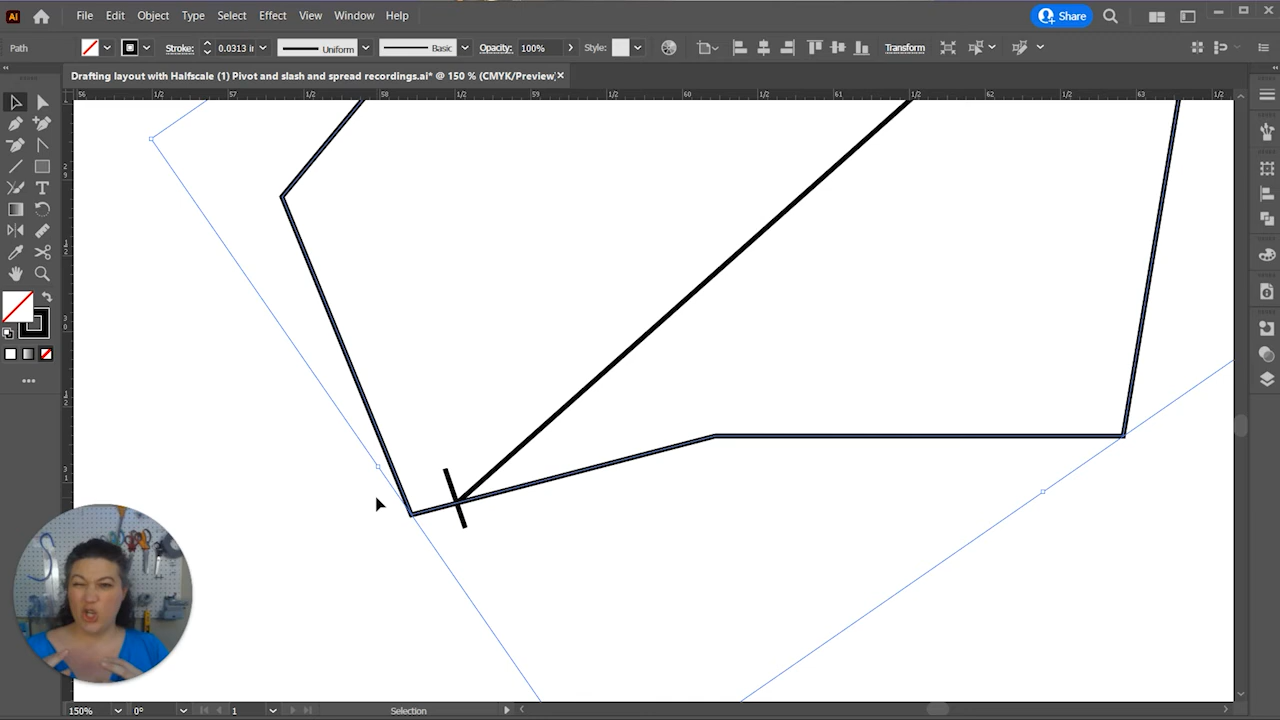 Ai File Edit Object Type Select Effect View Window Help Share
Path Stroke: 0.0313 in Uniform Basic Opacity: 100% Style: Transform
Drafting layout with Halfscale (1) Pivot and slash and spread recordings.ai* @ 150 % (CMYK/Preview)
56 1/2 57 1/2 58 1/2 59 1/2 60 1/2 61 1/2 62 1/2 63 1/2
150% 0° 1 Selection